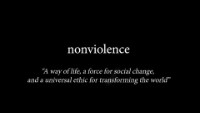 nonviolence
"A way of life, a force for social change,
and a universal ethic for transforming the world"